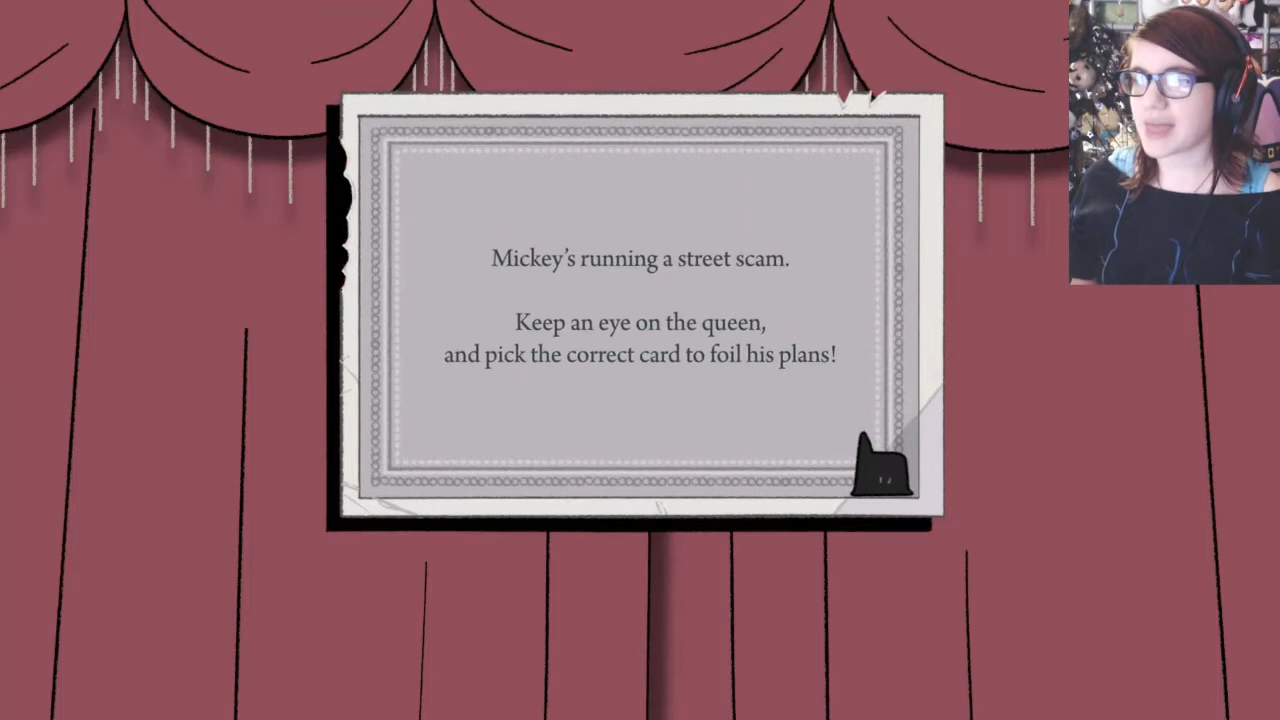 Mickey's running a street scam.
Keep an eye on the queen,
and pick the correct card to foil his plans!